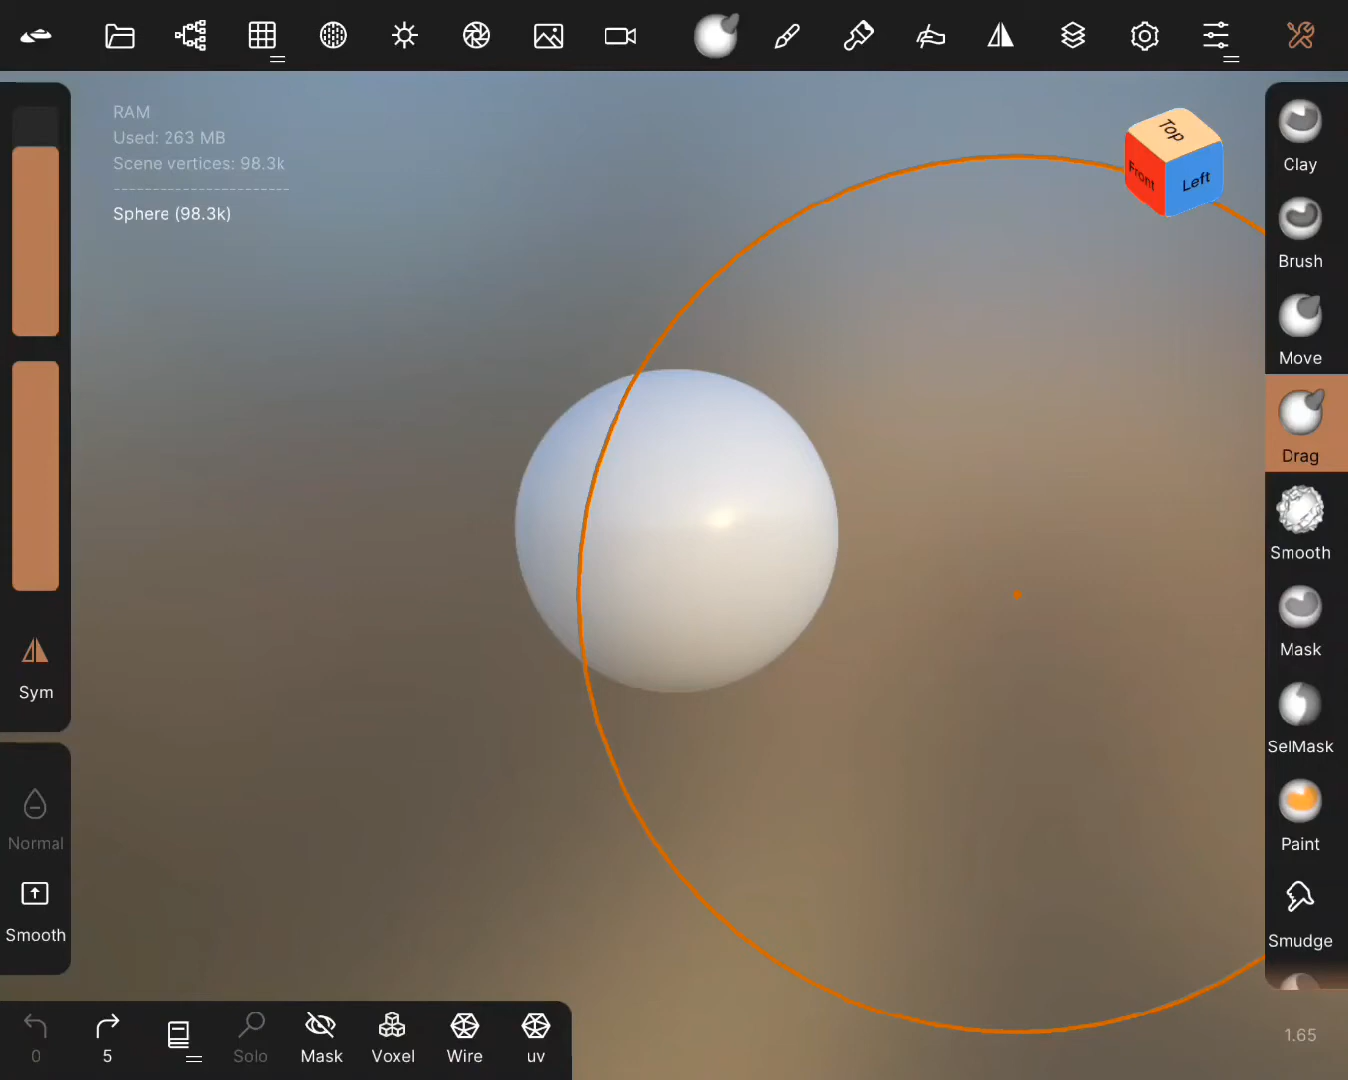 RAM
Used: 263 MB
Scene vertices: 98.3k
-----------------------
Sphere (98.3k)
Top
Front
Left
Clay
Brush
Move
Drag
Smooth
Mask
SelMask
Paint
Smudge
Sym
Normal
Smooth
0
5
Solo
Mask
Voxel
Wire
uv
1.65